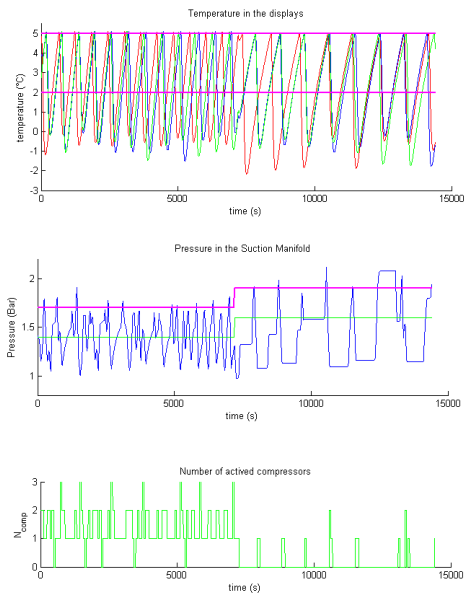 Temperature in the displays
5
4
3
2
1
0
-1
-2
-3
temperature (ºC)
0 5000 10000 15000
time (s)
Pressure in the Suction Manifold
2
1.5
1
Pressure (Bar)
0 5000 10000 15000
time (s)
Number of actived compressors
3
2
1
0
N_comp
0 5000 10000 15000
time (s)